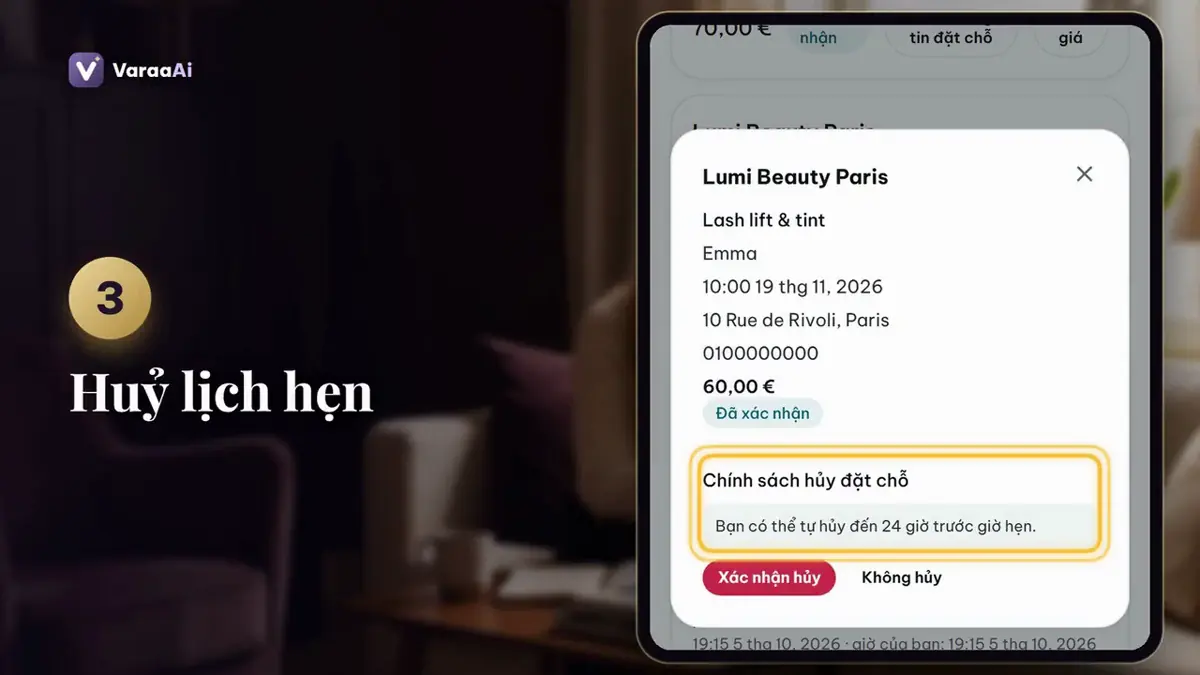 VaraaAi
3
Huỷ lịch hẹn
70,00 €
nhận
tin đặt chỗ
giá
Lumi Beauty Paris
Lumi Beauty Paris
Lash lift & tint
Emma
10:00 19 thg 11, 2026
10 Rue de Rivoli, Paris
0100000000
60,00 €
Đã xác nhận
Chính sách hủy đặt chỗ
Bạn có thể tự hủy đến 24 giờ trước giờ hẹn.
Xác nhận hủy
Không hủy
19:15 5 thg 10, 2026 · giờ của bạn: 19:15 5 thg 10, 2026